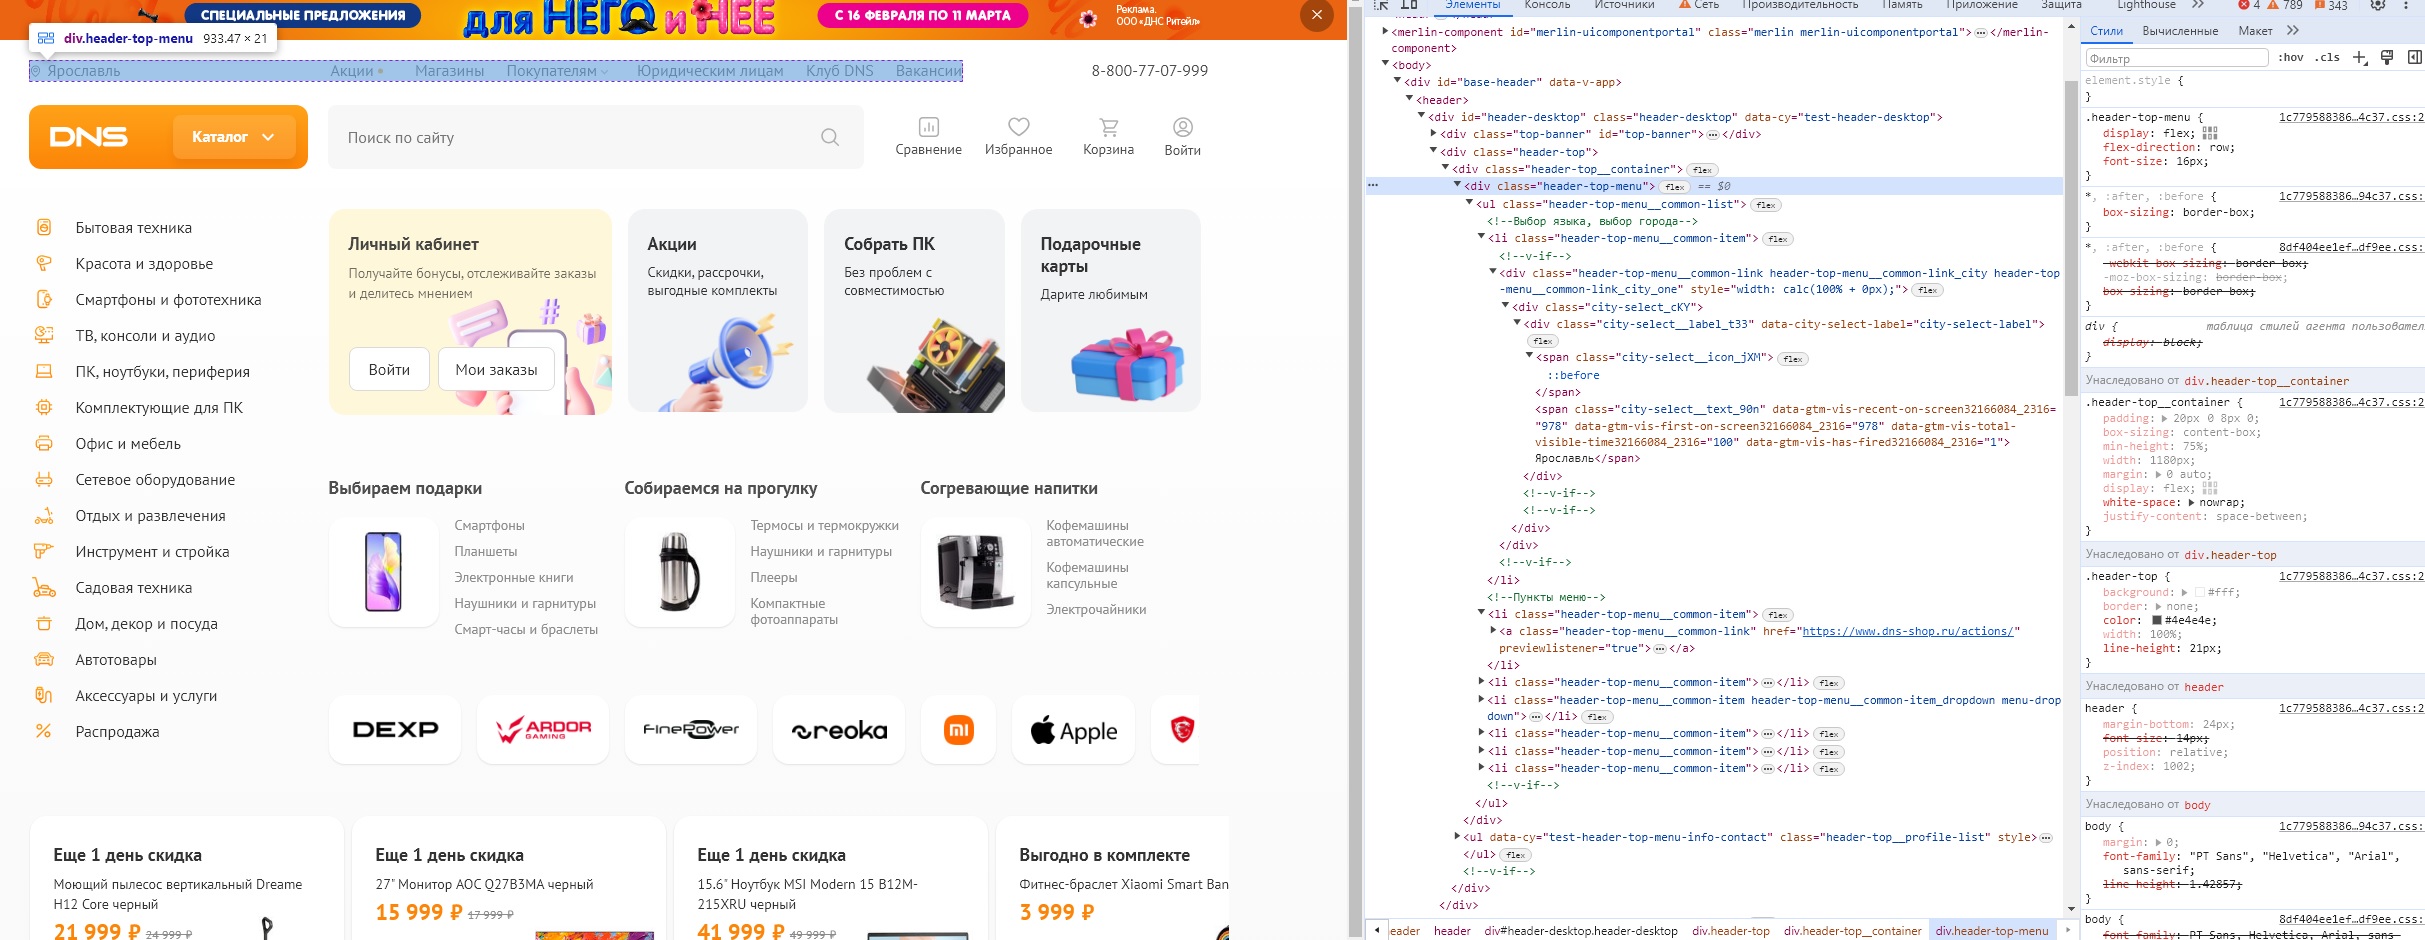 СПЕЦИАЛЬНЫЕ ПРЕДЛОЖЕНИЯ
для НЕГО и НЕЕ
С 16 ФЕВРАЛЯ ПО 11 МАРТА
Реклама.
ООО «ДНС Ритейл»
div.header-top-menu 933.47 × 21
Ярославль Акции Магазины Покупателям Юридическим лицам Клуб DNS Вакансии 8-800-77-07-999
DNS Каталог
Поиск по сайту
Сравнение Избранное Корзина Войти
Бытовая техника
Красота и здоровье
Смартфоны и фототехника
ТВ, консоли и аудио
ПК, ноутбуки, периферия
Комплектующие для ПК
Офис и мебель
Сетевое оборудование
Отдых и развлечения
Инструмент и стройка
Садовая техника
Дом, декор и посуда
Автотовары
Аксессуары и услуги
Распродажа
Личный кабинет
Получайте бонусы, отслеживайте заказы
и делитесь мнением
Войти Мои заказы
Акции
Скидки, рассрочки,
выгодные комплекты
Собрать ПК
Без проблем с
совместимостью
Подарочные
карты
Дарите любимым
Выбираем подарки
Смартфоны
Планшеты
Электронные книги
Наушники и гарнитуры
Смарт-часы и браслеты
Собираемся на прогулку
Термосы и термокружки
Наушники и гарнитуры
Плееры
Компактные
фотоаппараты
Согревающие напитки
Кофемашины
автоматические
Кофемашины
капсульные
Электрочайники
DEXP
ARDOR
GAMING
FinePower
reoka
mi
Apple
Еще 1 день скидка
Моющий пылесос вертикальный Dreame
H12 Core черный
21 999 ₽ 24 999 ₽
Еще 1 день скидка
27" Монитор AOC Q27B3MA черный
15 999 ₽ 17 999 ₽
Еще 1 день скидка
15.6" Ноутбук MSI Modern 15 B12M-
215XRU черный
41 999 ₽ 49 999 ₽
Выгодно в комплекте
Фитнес-браслет Xiaomi Smart Ban
3 999 ₽
Элементы Консоль Источники Сеть Производительность Память Приложение Защита Lighthouse 4 789 343
<merlin-component id="merlin-uicomponentportal" class="merlin merlin-uicomponentportal">…</merlin-
component>
<body>
<div id="base-header" data-v-app>
<header>
<div id="header-desktop" class="header-desktop" data-cy="test-header-desktop">
<div class="top-banner" id="top-banner">…</div>
<div class="header-top">
<div class="header-top__container"> flex
… <div class="header-top-menu"> flex == $0
<ul class="header-top-menu__common-list"> flex
<!--Выбор языка, выбор города-->
<li class="header-top-menu__common-item"> flex
<!--v-if-->
<div class="header-top-menu__common-link header-top-menu__common-link_city header-top
-menu__common-link_city_one" style="width: calc(100% + 0px);"> flex
<div class="city-select_cKY">
<div class="city-select__label_t33" data-city-select-label="city-select-label">
flex
<span class="city-select__icon_jXM"> flex
::before
</span>
<span class="city-select__text_90n" data-gtm-vis-recent-on-screen32166084_2316=
"978" data-gtm-vis-first-on-screen32166084_2316="978" data-gtm-vis-total-
visible-time32166084_2316="100" data-gtm-vis-has-fired32166084_2316="1">
Ярославль</span>
</div>
<!--v-if-->
<!--v-if-->
</div>
</div>
<!--v-if-->
</li>
<!--Пункты меню-->
<li class="header-top-menu__common-item"> flex
<a class="header-top-menu__common-link" href="https://www.dns-shop.ru/actions/"
previewlistener="true">…</a>
</li>
<li class="header-top-menu__common-item">…</li> flex
<li class="header-top-menu__common-item header-top-menu__common-item_dropdown menu-drop
down">…</li> flex
<li class="header-top-menu__common-item">…</li> flex
<li class="header-top-menu__common-item">…</li> flex
<li class="header-top-menu__common-item">…</li> flex
<!--v-if-->
</ul>
</div>
<ul data-cy="test-header-top-menu-info-contact" class="header-top__profile-list" style>…
</ul> flex
<!--v-if-->
</div>
</div>
eader header div#header-desktop.header-desktop div.header-top div.header-top__container div.header-top-menu
Стили Вычисленные Макет
Фильтр :hov .cls
element.style {
}
.header-top-menu { 1c779588386…4c37.css:2
display: flex;
flex-direction: row;
font-size: 16px;
}
*, :after, :before { 1c779588386…94c37.css:
box-sizing: border-box;
}
*, :after, :before { 8df404ee1ef…df9ee.css:
-webkit-box-sizing: border-box;
-moz-box-sizing: border-box;
box-sizing: border-box;
}
div { таблица стилей агента пользовател
display: block;
}
Унаследовано от div.header-top__container
.header-top__container { 1c779588386…4c37.css:2
padding: 20px 0 8px 0;
box-sizing: content-box;
min-height: 75%;
width: 1180px;
margin: 0 auto;
display: flex;
white-space: nowrap;
justify-content: space-between;
}
Унаследовано от div.header-top
.header-top { 1c779588386…4c37.css:2
background: #fff;
border: none;
color: #4e4e4e;
width: 100%;
line-height: 21px;
}
Унаследовано от header
header { 1c779588386…4c37.css:2
margin-bottom: 24px;
font-size: 14px;
position: relative;
z-index: 1002;
}
Унаследовано от body
body { 1c779588386…94c37.css:
margin: 0;
font-family: "PT Sans", "Helvetica", "Arial",
sans-serif;
line-height: 1.42857;
}
body { 8df404ee1ef…df9ee.css:
font-family: PT Sans, Helvetica, Arial, sans-